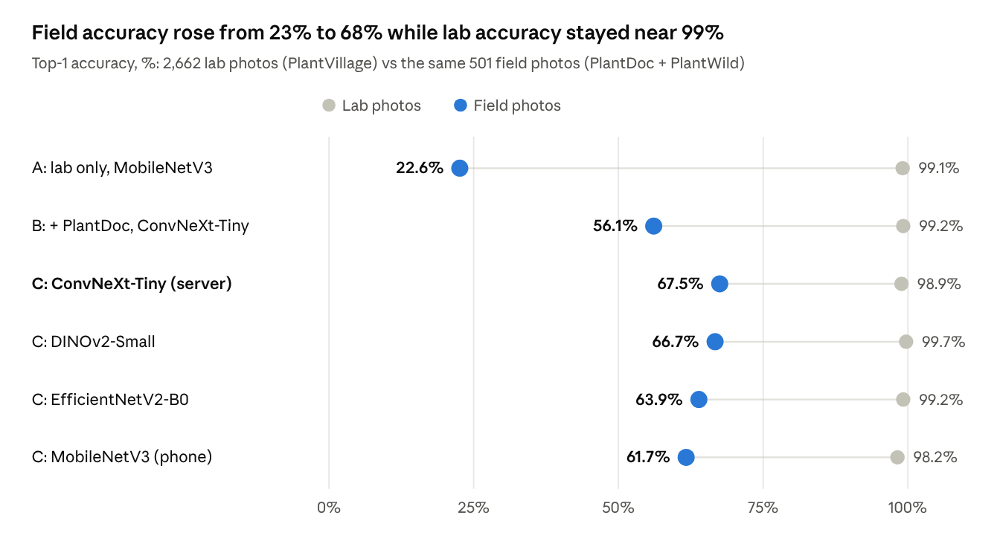 Field accuracy rose from 23% to 68% while lab accuracy stayed near 99%
Top-1 accuracy, %: 2,662 lab photos (PlantVillage) vs the same 501 field photos (PlantDoc + PlantWild)
Lab photos Field photos
A: lab only, MobileNetV3 22.6% 99.1%
B: + PlantDoc, ConvNeXt-Tiny 56.1% 99.2%
C: ConvNeXt-Tiny (server) 67.5% 98.9%
C: DINOv2-Small 66.7% 99.7%
C: EfficientNetV2-B0 63.9% 99.2%
C: MobileNetV3 (phone) 61.7% 98.2%
0% 25% 50% 75% 100%